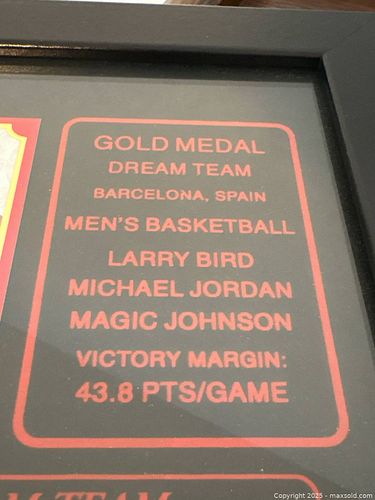 GOLD MEDAL
DREAM TEAM
BARCELONA, SPAIN
MEN'S BASKETBALL
LARRY BIRD
MICHAEL JORDAN
MAGIC JOHNSON
VICTORY MARGIN:
43.8 PTS/GAME
TEAM
Copyright 2025 - maxsold.com